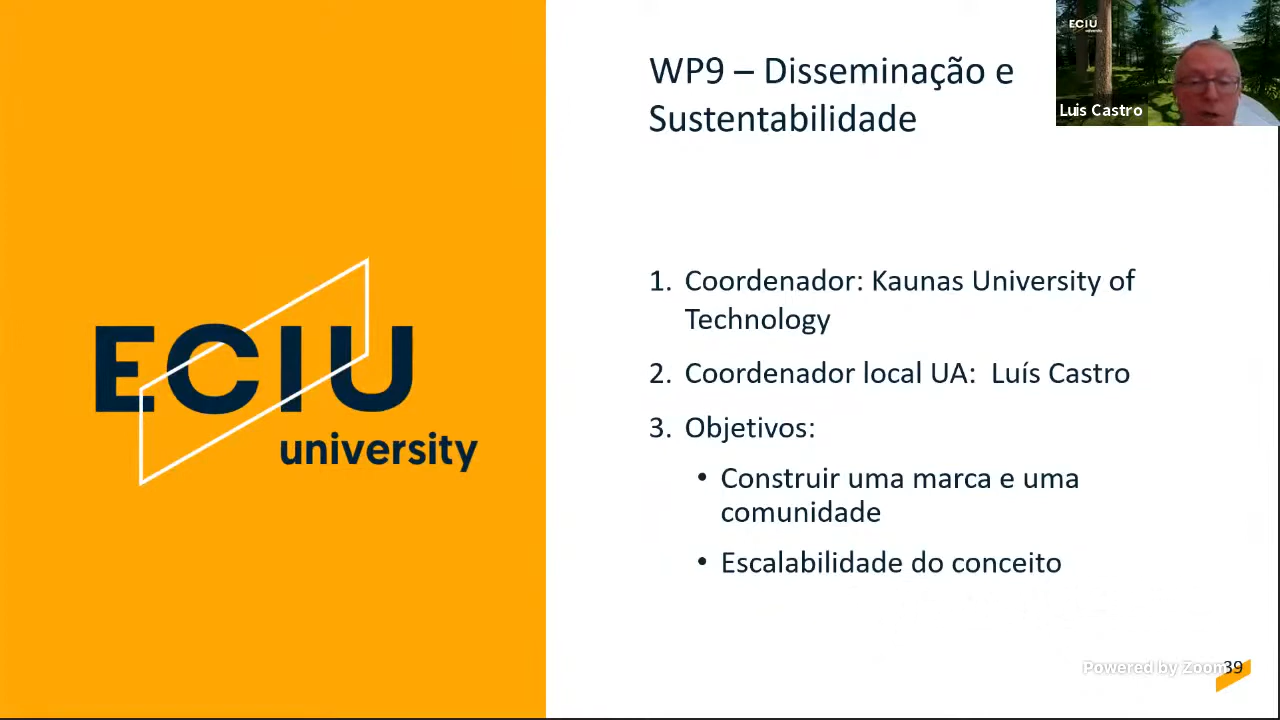 WP9 – Disseminação e
Sustentabilidade
ECIU
university
Luis Castro
ECIU
university
1. Coordenador: Kaunas University of
Technology
2. Coordenador local UA: Luís Castro
3. Objetivos:
• Construir uma marca e uma
comunidade
• Escalabilidade do conceito
Powered by Zoom
39